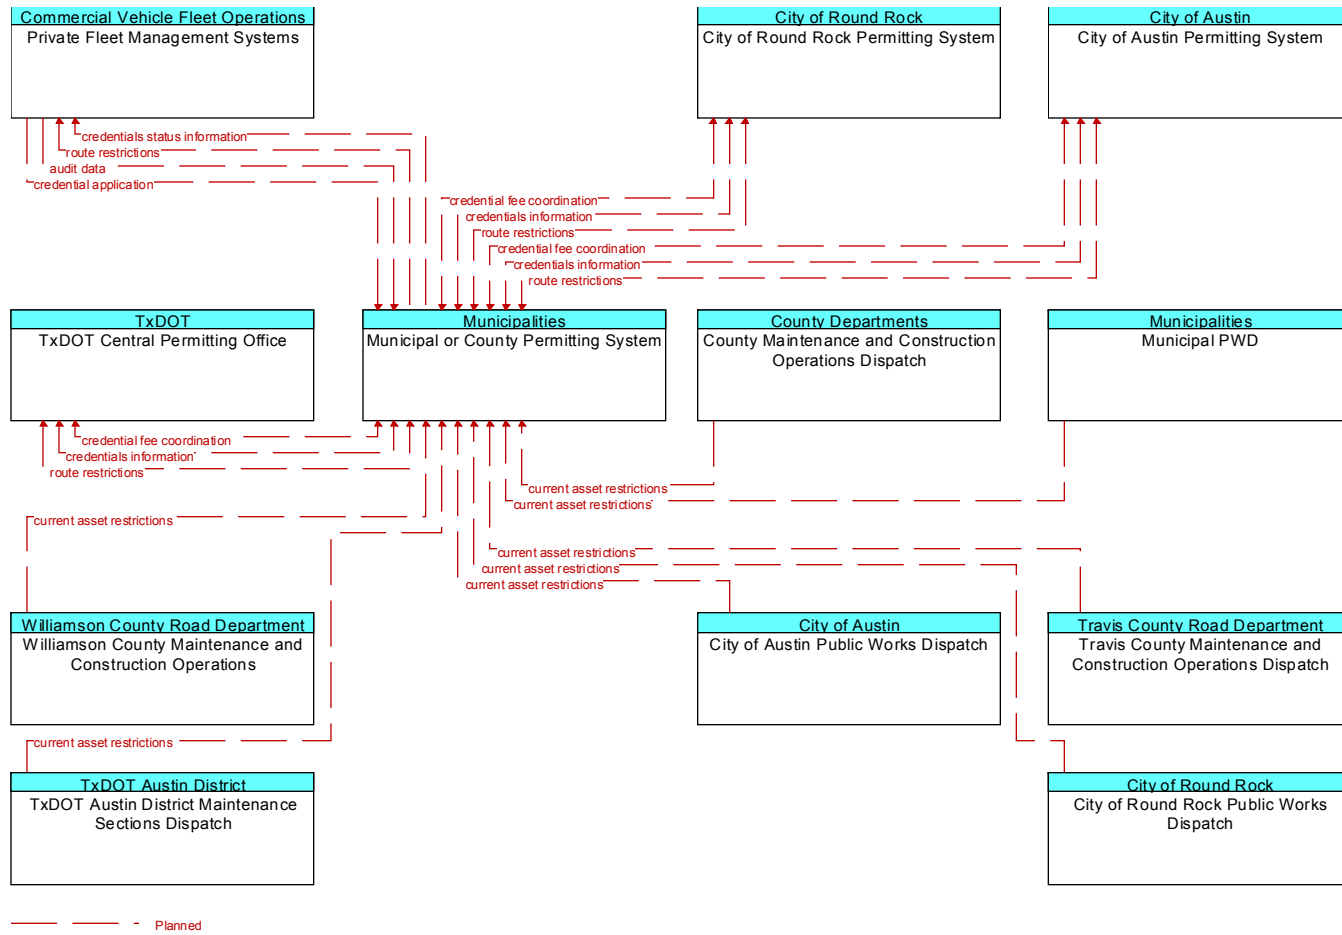 Commercial Vehicle Fleet Operations
Private Fleet Management Systems
City of Round Rock
City of Round Rock Permitting System
City of Austin
City of Austin Permitting System
credentials status information
route restrictions
audit data
credential application
credential fee coordination
credentials information
route restrictions
credential fee coordination
credentials information
route restrictions
TxDOT
TxDOT Central Permitting Office
Municipalities
Municipal or County Permitting System
County Departments
County Maintenance and Construction
Operations Dispatch
Municipalities
Municipal PWD
credential fee coordination
credentials information
route restrictions
current asset restrictions
current asset restrictions
current asset restrictions
current asset restrictions
current asset restrictions
current asset restrictions
Williamson County Road Department
Williamson County Maintenance and
Construction Operations
City of Austin
City of Austin Public Works Dispatch
Travis County Road Department
Travis County Maintenance and
Construction Operations Dispatch
current asset restrictions
TxDOT Austin District
TxDOT Austin District Maintenance
Sections Dispatch
City of Round Rock
City of Round Rock Public Works
Dispatch
Planned